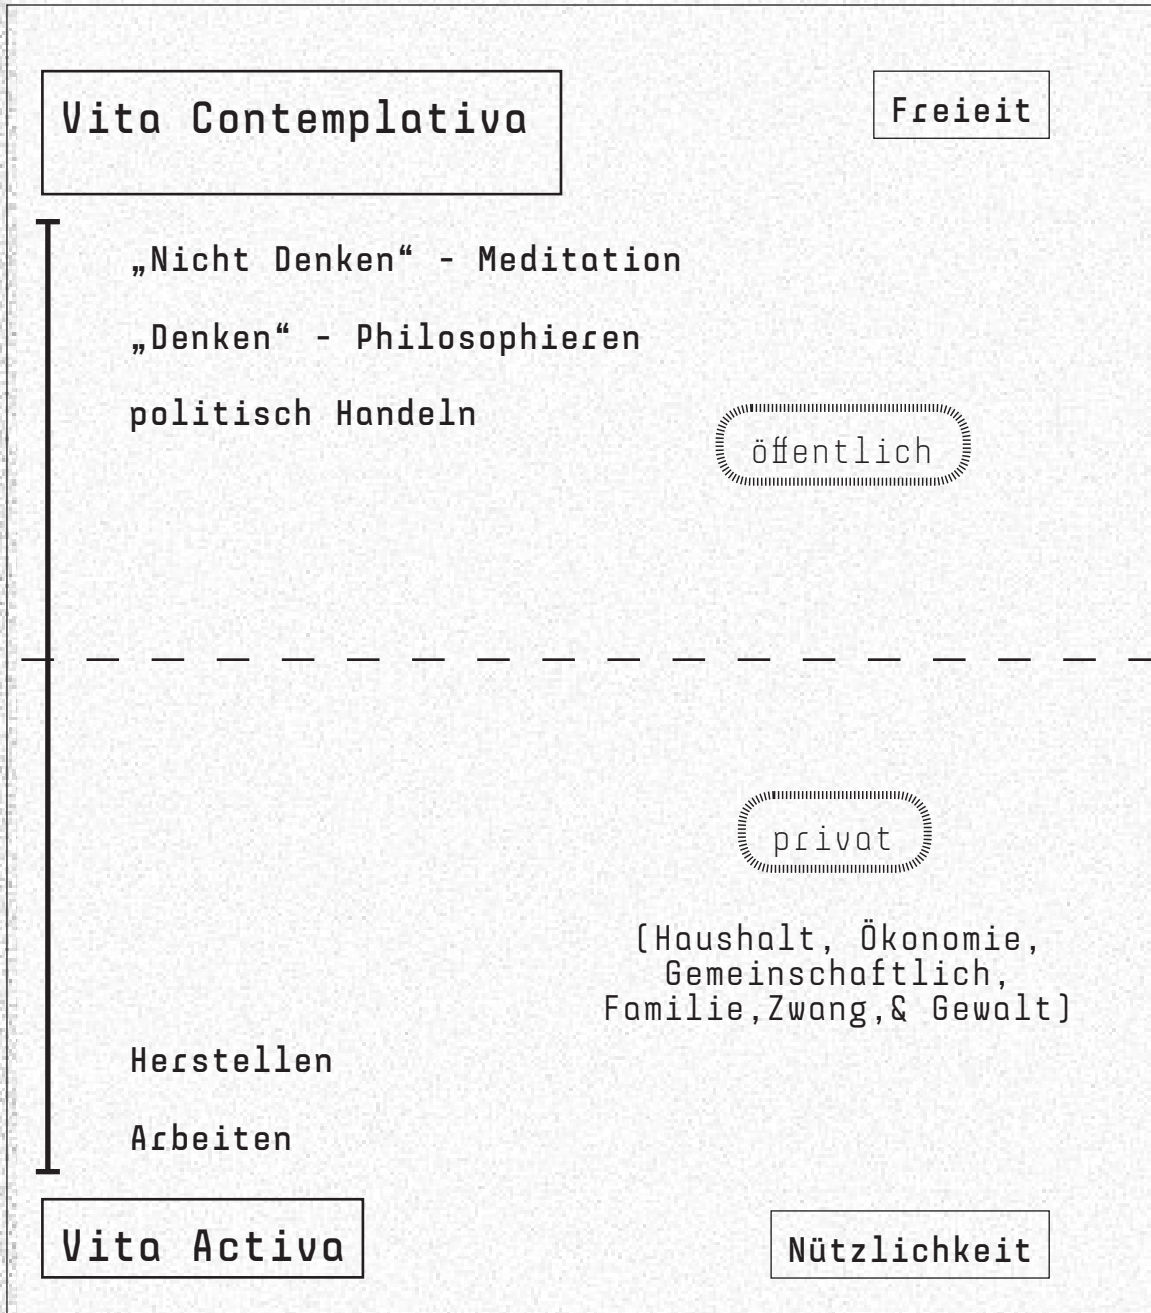 Vita Contemplativa
Freieit
„Nicht Denken“ - Meditation
„Denken“ - Philosophieren
politisch Handeln
öffentlich
privat
(Haushalt, Ökonomie,
Gemeinschaftlich,
Familie,Zwang,& Gewalt)
Herstellen
Arbeiten
Vita Activa
Nützlichkeit